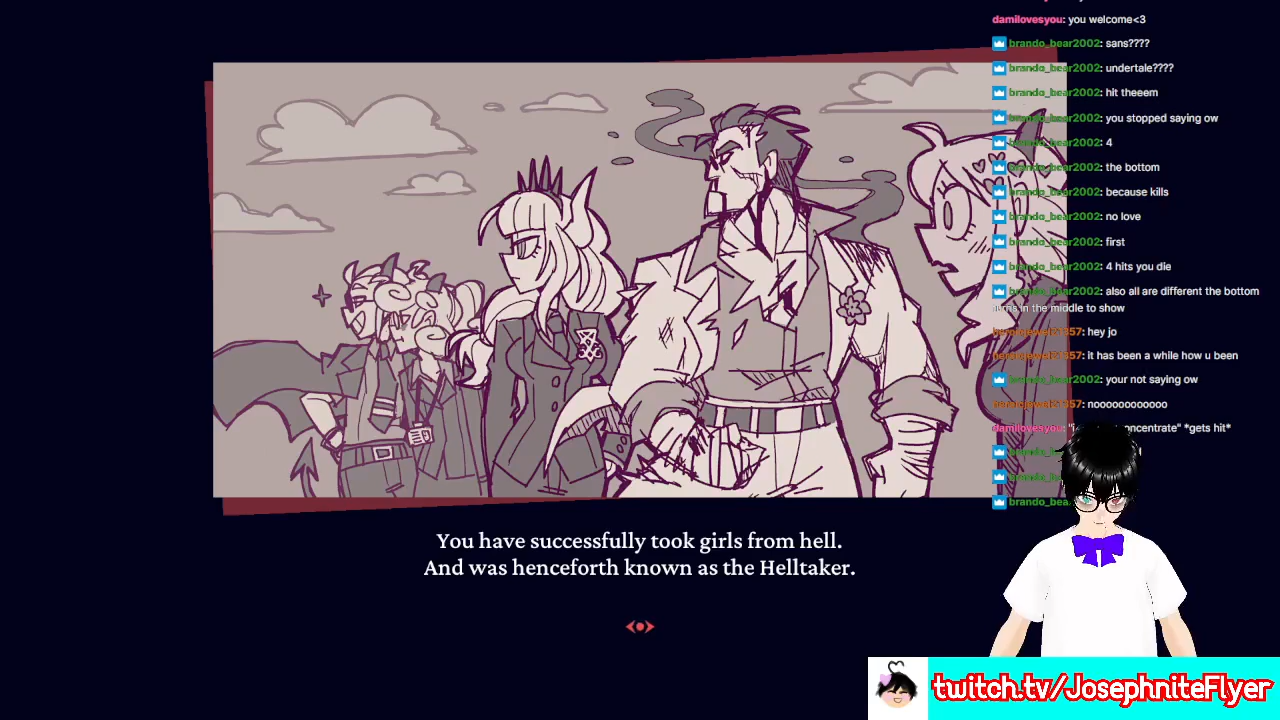 damilovesyou: you welcome<3
brando_bear2002: sans????
brando_bear2002: undertale????
brando_bear2002: hit theeem
brando_bear2002: you stopped saying ow
brando_bear2002: 4
brando_bear2002: the bottom
brando_bear2002: because kills
brando_bear2002: no love
brando_bear2002: first
brando_bear2002: 4 hits you die
brando_bear2002: also all are different the bottom
turns in the middle to show
hey jo
it has been a while how u been
brando_bear2002: your not saying ow
nooooooooooo
damilovesyou: concentrate" *gets hit*
brando_bea
You have successfully took girls from hell.
And was henceforth known as the Helltaker.
twitch.tv/JosephniteFlyer